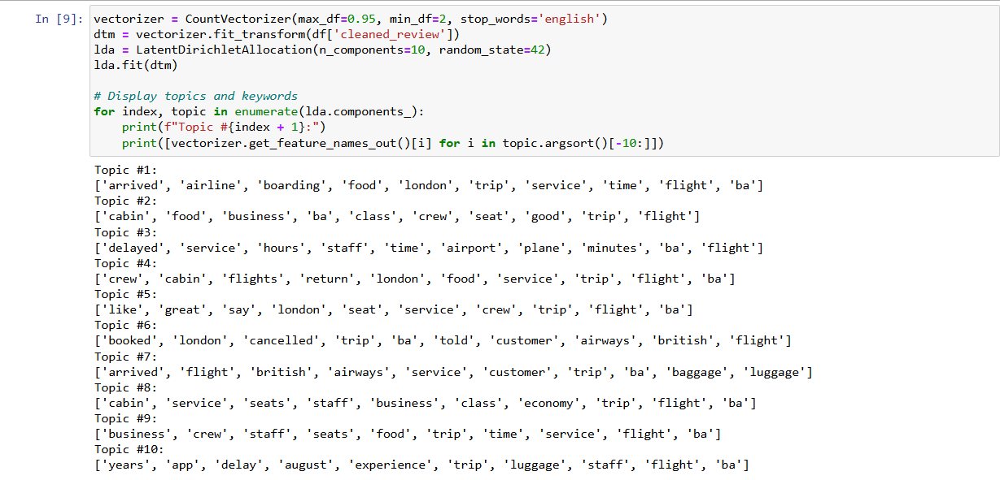 In [9]: vectorizer = CountVectorizer(max_df=0.95, min_df=2, stop_words='english')
dtm = vectorizer.fit_transform(df['cleaned_review'])
lda = LatentDirichletAllocation(n_components=10, random_state=42)
lda.fit(dtm)

# Display topics and keywords
for index, topic in enumerate(lda.components_):
    print(f"Topic #{index + 1}:")
    print([vectorizer.get_feature_names_out()[i] for i in topic.argsort()[-10:]])
Topic #1:
['arrived', 'airline', 'boarding', 'food', 'london', 'trip', 'service', 'time', 'flight', 'ba']
Topic #2:
['cabin', 'food', 'business', 'ba', 'class', 'crew', 'seat', 'good', 'trip', 'flight']
Topic #3:
['delayed', 'service', 'hours', 'staff', 'time', 'airport', 'plane', 'minutes', 'ba', 'flight']
Topic #4:
['crew', 'cabin', 'flights', 'return', 'london', 'food', 'service', 'trip', 'flight', 'ba']
Topic #5:
['like', 'great', 'say', 'london', 'seat', 'service', 'crew', 'trip', 'flight', 'ba']
Topic #6:
['booked', 'london', 'cancelled', 'trip', 'ba', 'told', 'customer', 'airways', 'british', 'flight']
Topic #7:
['arrived', 'flight', 'british', 'airways', 'service', 'customer', 'trip', 'ba', 'baggage', 'luggage']
Topic #8:
['cabin', 'service', 'seats', 'staff', 'business', 'class', 'economy', 'trip', 'flight', 'ba']
Topic #9:
['business', 'crew', 'staff', 'seats', 'food', 'trip', 'time', 'service', 'flight', 'ba']
Topic #10:
['years', 'app', 'delay', 'august', 'experience', 'trip', 'luggage', 'staff', 'flight', 'ba']